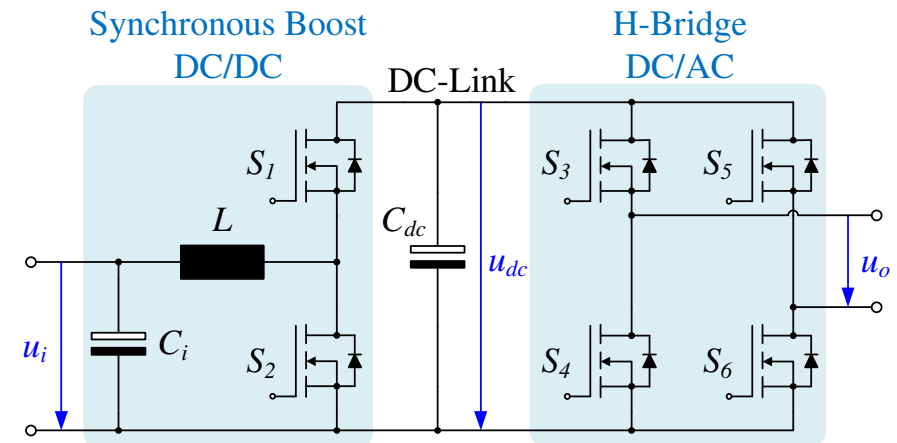 Synchronous Boost
DC/DC
H-Bridge
DC/AC
DC-Link
S1
S3
S5
L
Cdc
udc
uo
ui
Ci
S2
S4
S6